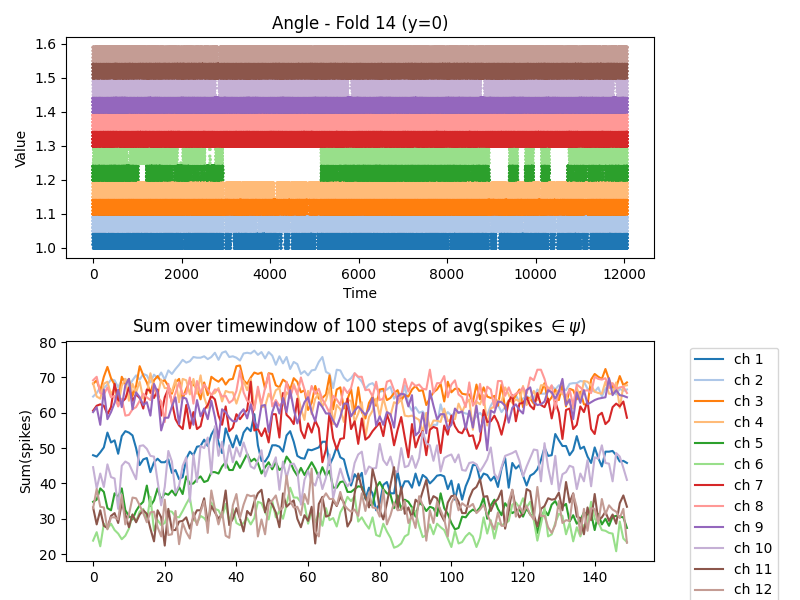 Angle - Fold 14 (y=0)
1.6
1.5
1.4
1.3
1.2
1.1
1.0
Value
0 2000 4000 6000 8000 10000 12000
Time
Sum over timewindow of 100 steps of avg(spikes ∈ψ)
80
70
60
50
40
30
20
Sum(spikes)
0 20 40 60 80 100 120 140
ch 1
ch 2
ch 3
ch 4
ch 5
ch 6
ch 7
ch 8
ch 9
ch 10
ch 11
ch 12